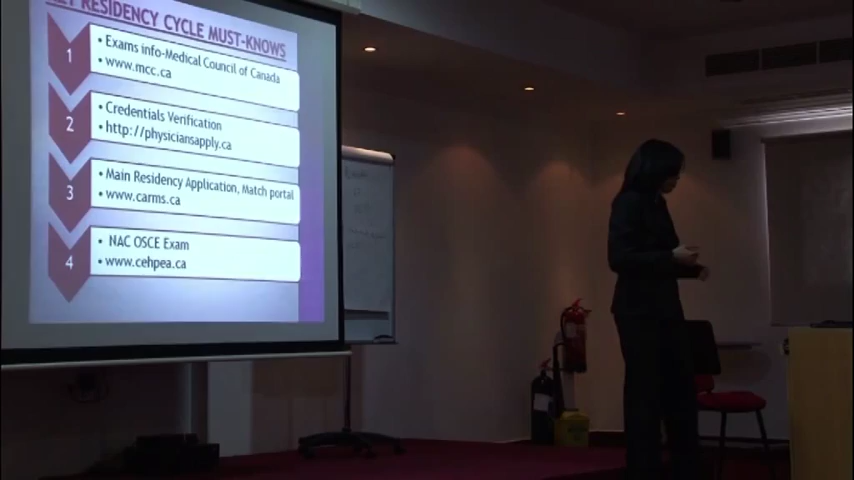 KEY RESIDENCY CYCLE MUST-KNOWS
1
• Exams info-Medical Council of Canada
• www.mcc.ca
2
• Credentials Verification
• http://physiciansapply.ca
3
• Main Residency Application, Match portal
• www.carms.ca
4
• NAC OSCE Exam
• www.cehpea.ca